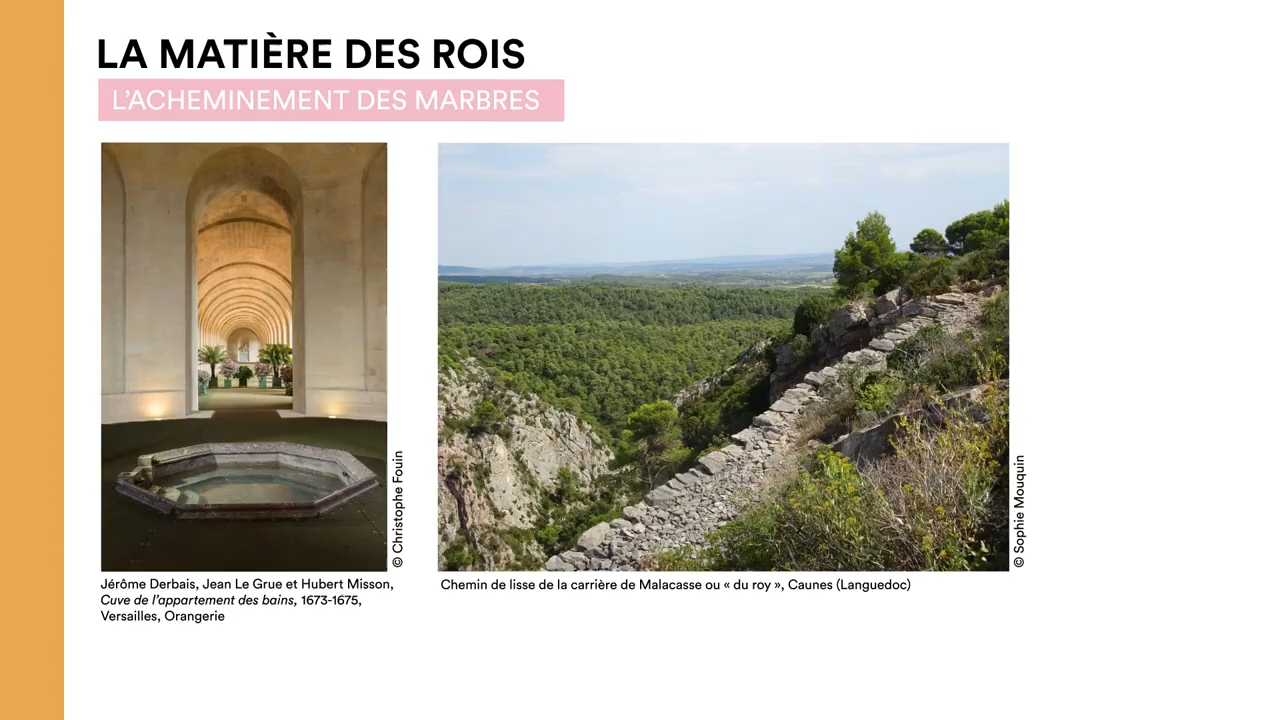 LA MATIÈRE DES ROIS
L’ACHEMINEMENT DES MARBRES
© Christophe Fouin
Jérôme Derbais, Jean Le Grue et Hubert Misson,
Cuve de l’appartement des bains, 1673-1675,
Versailles, Orangerie
© Sophie Mouquin
Chemin de lisse de la carrière de Malacasse ou « du roy », Caunes (Languedoc)